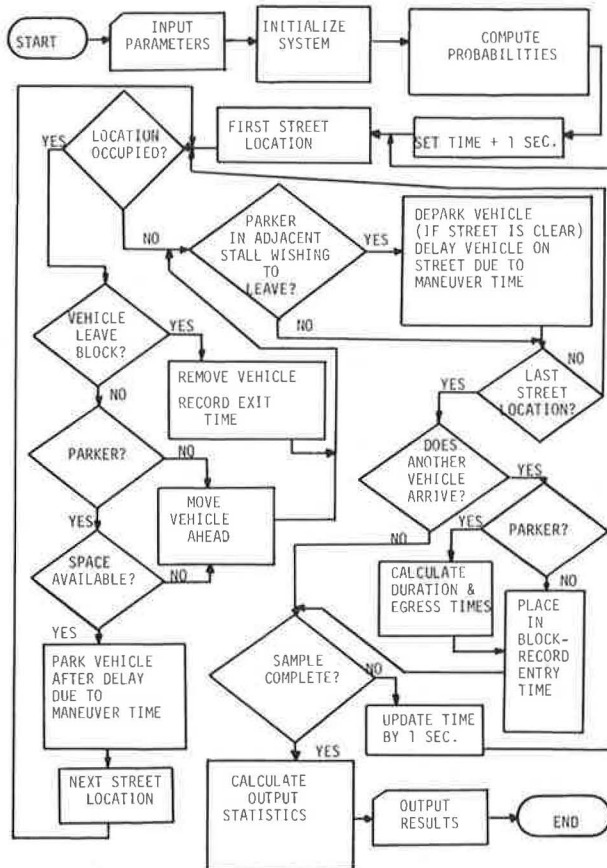 START
INPUT
PARAMETERS
INITIALIZE
SYSTEM
COMPUTE
PROBABILITIES
YES
LOCATION
OCCUPIED?
FIRST STREET
LOCATION
SET TIME + 1 SEC.
NO
PARKER
IN ADJACENT
STALL WISHING
TO
LEAVE?
YES
DEPARK VEHICLE
(IF STREET IS CLEAR)
DELAY VEHICLE ON
STREET DUE TO
MANEUVER TIME
NO
VEHICLE
LEAVE
BLOCK?
YES
REMOVE VEHICLE
RECORD EXIT
TIME
NO
LAST
STREET
LOCATION?
NO
YES
PARKER?
NO
MOVE
VEHICLE
AHEAD
YES
DOES
ANOTHER
VEHICLE
ARRIVE?
YES
NO
PARKER?
YES
NO
SPACE
AVAILABLE?
NO
YES
CALCULATE
DURATION &
EGRESS TIMES
PLACE
IN
BLOCK-
RECORD
ENTRY
TIME
PARK VEHICLE
AFTER DELAY
DUE TO
MANEUVER TIME
SAMPLE
COMPLETE?
NO
YES
UPDATE TIME
BY 1 SEC.
NEXT STREET
LOCATION
CALCULATE
OUTPUT
STATISTICS
OUTPUT
RESULTS
END